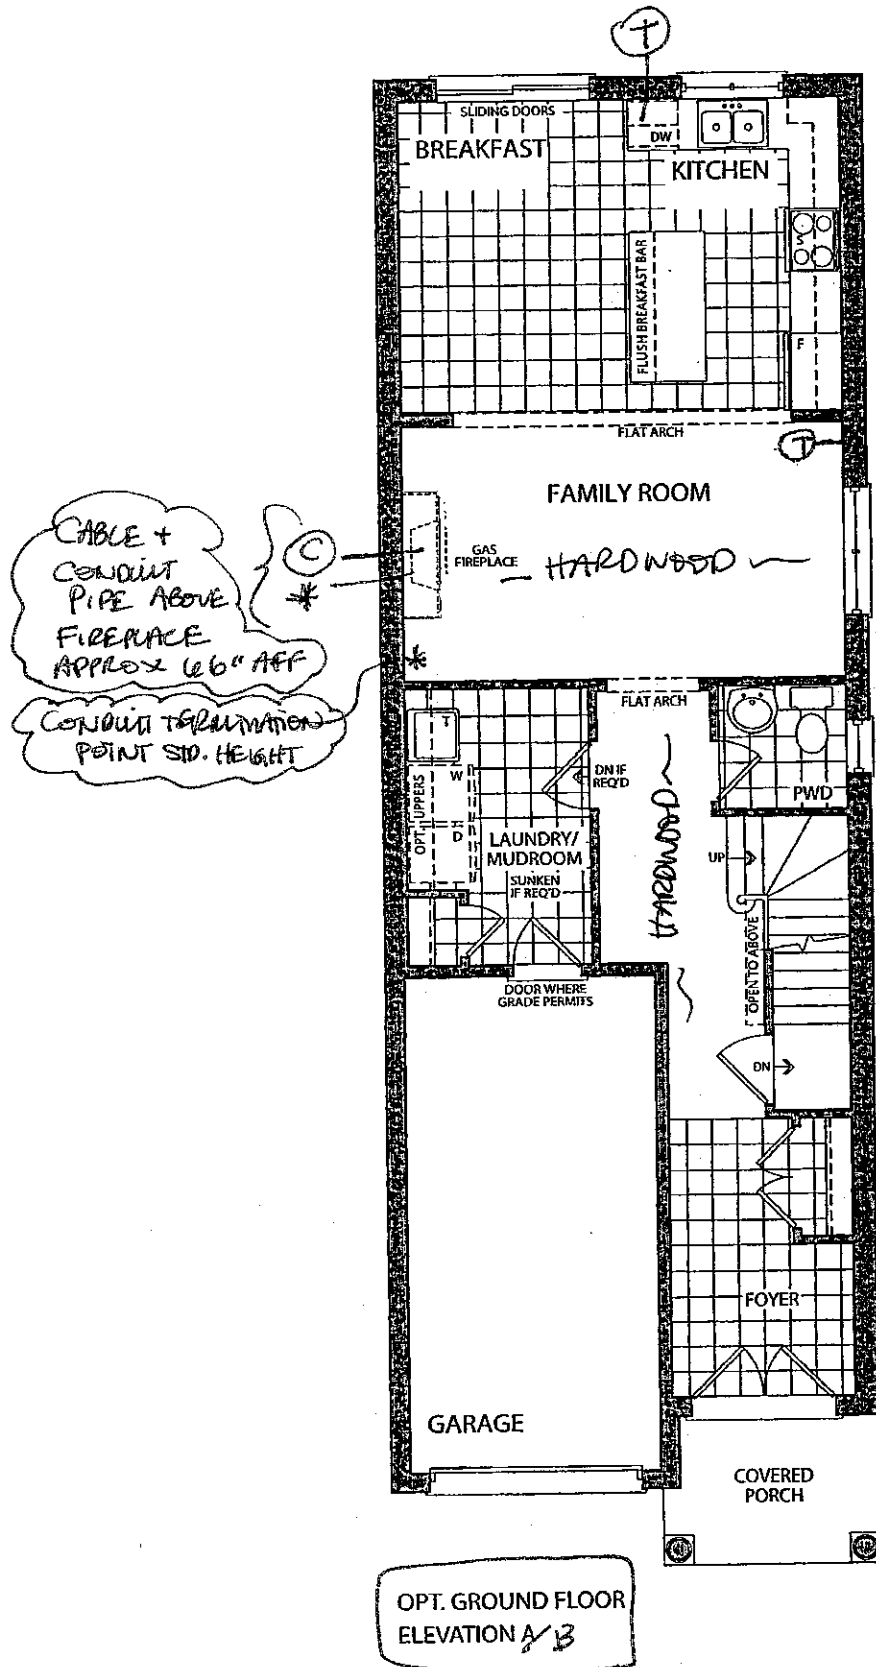 T
SLIDING DOORS
BREAKFAST
DW
KITCHEN
S
FLUSH BREAKFAST BAR
F
FLAT ARCH
T
FAMILY ROOM
CABLE +
CONDUIT
PIPE ABOVE
FIREPLACE
APPROX 66" AFF
C
*
GAS
FIREPLACE
HARDWOOD
*
CONDUIT TERMINATION
POINT STD. HEIGHT
FLAT ARCH
T
DN IF
REQ'D
W
OPT. UPPERS
D
PWD
HARDWOOD
LAUNDRY/
MUDROOM
SUNKEN
IF REQ'D
UP
OPEN TO ABOVE
DOOR WHERE
GRADE PERMITS
DN
FOYER
GARAGE
COVERED
PORCH
OPT. GROUND FLOOR
ELEVATION A/B